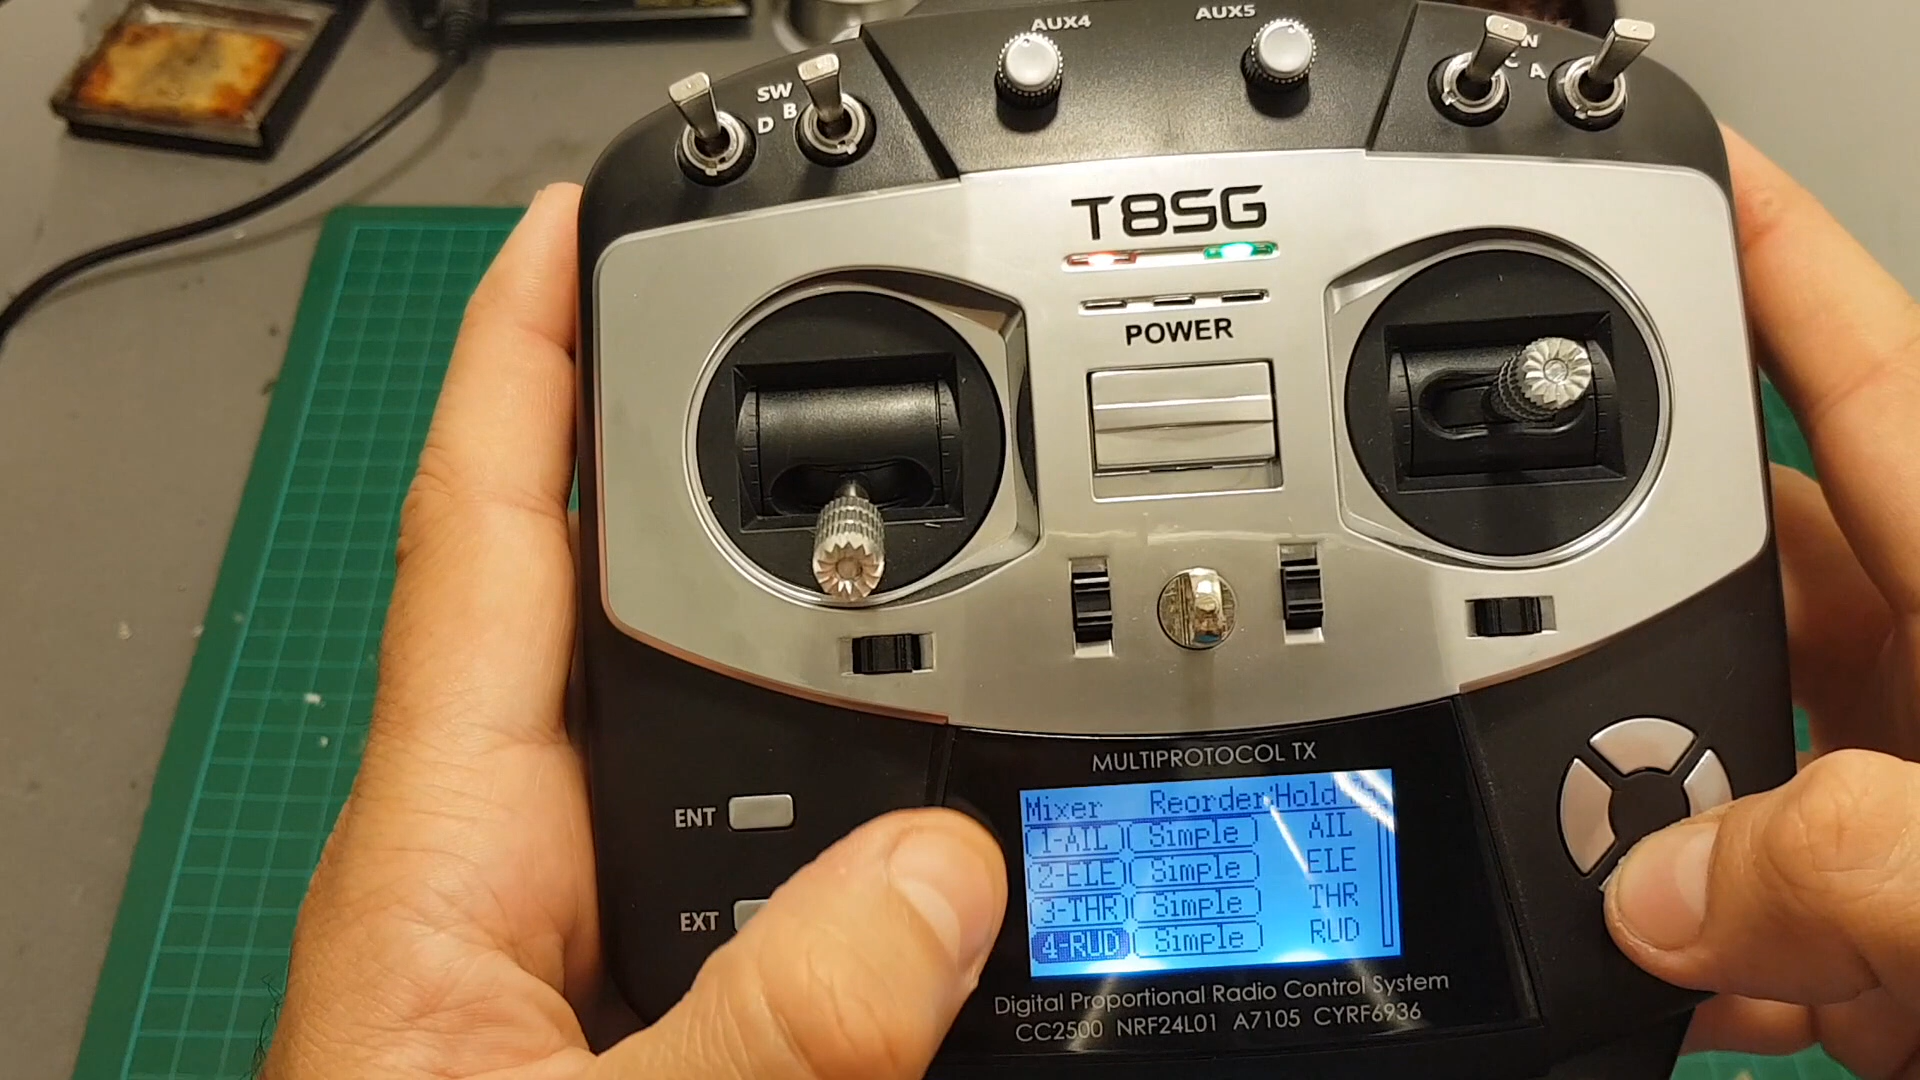 AUX4
AUX5
SW
B
D
N
C
A
T8SG
POWER
MULTIPROTOCOL TX
ENT
EXT
Mixer Reorder Hold
1-AIL Simple AIL
2-ELE Simple ELE
3-THR Simple THR
4-RUD Simple RUD
Digital Proportional Radio Control System
CC2500 NRF24L01 A7105 CYRF6936